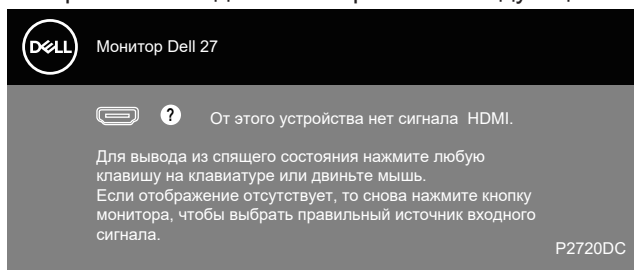 DELL
Монитор Dell 27
? От этого устройства нет сигнала HDMI.
Для вывода из спящего состояния нажмите любую
клавишу на клавиатуре или двиньте мышь.
Если отображение отсутствует, то снова нажмите кнопку
монитора, чтобы выбрать правильный источник входного
сигнала.
P2720DC